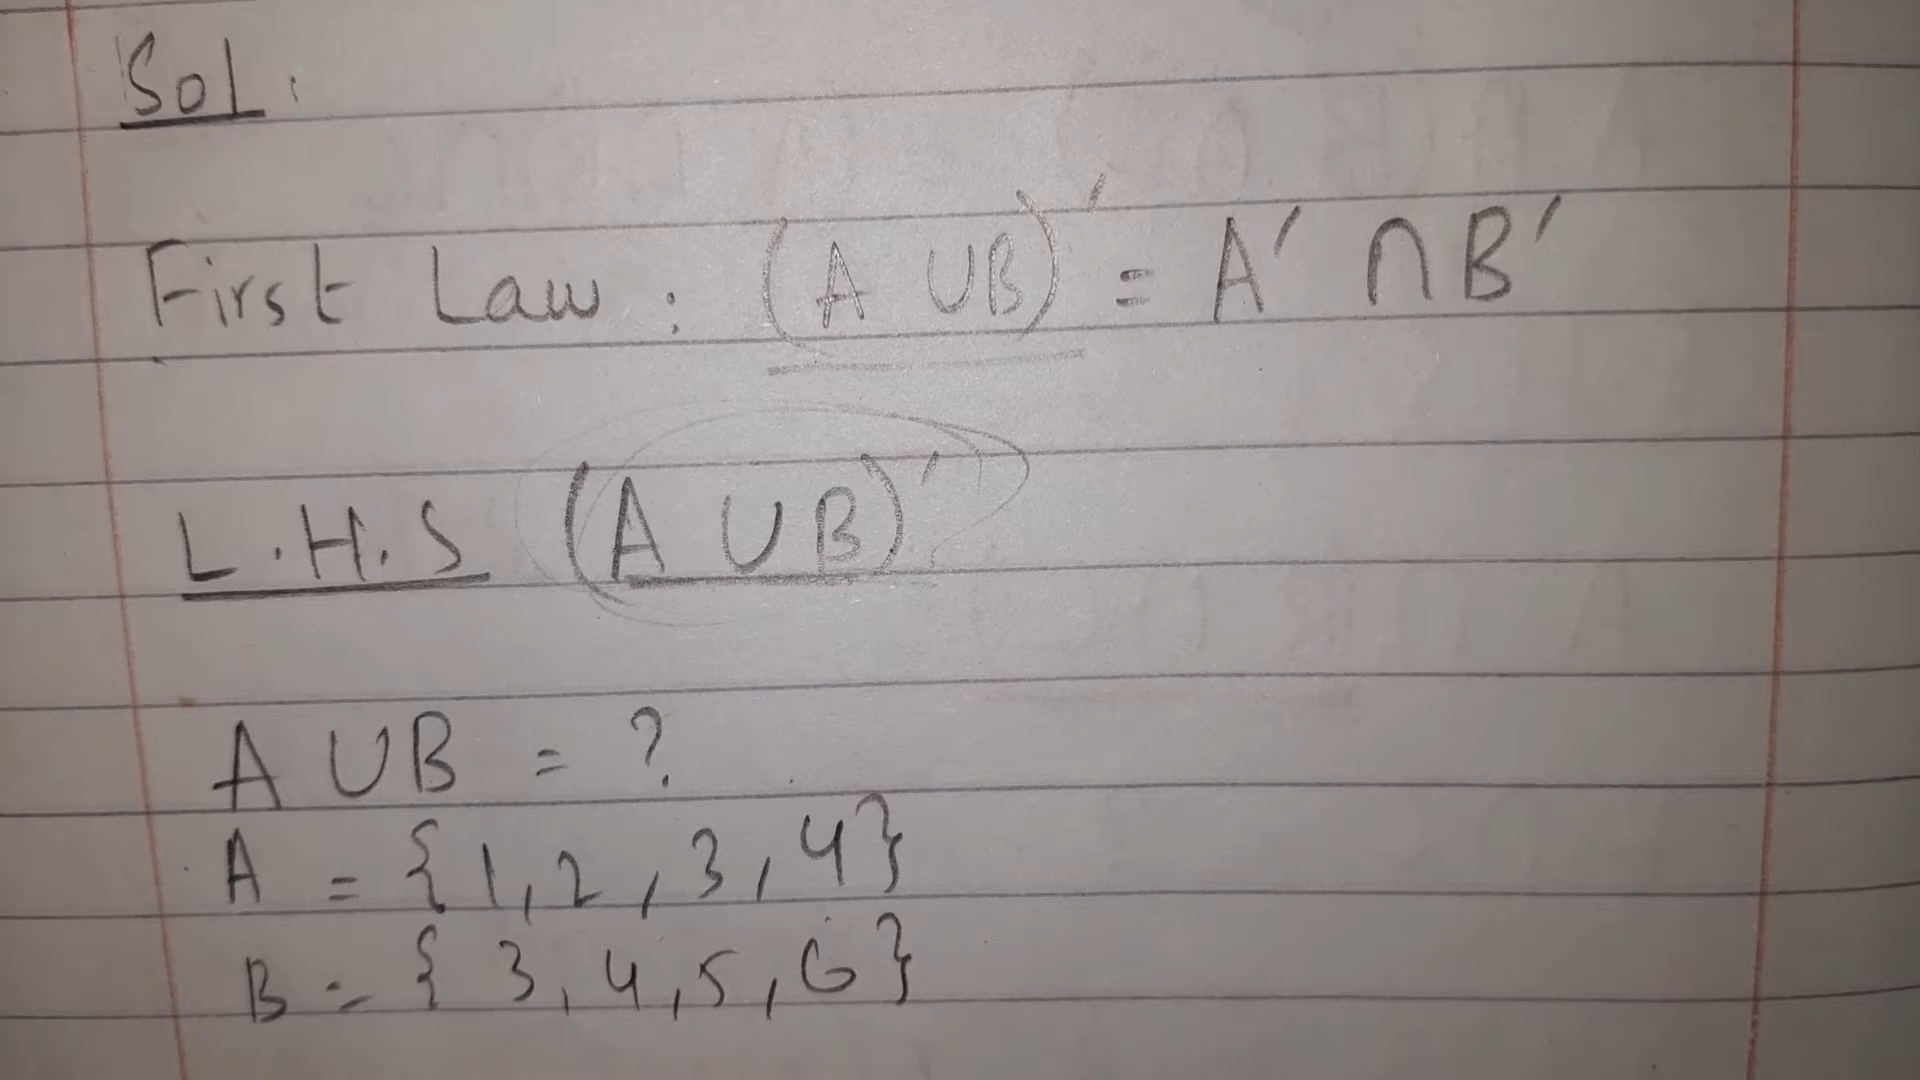 Sol:
First Law : (A ∪ B)′ = A′ ∩ B′
L.H.S (A ∪ B)′
A ∪ B = ?
A = {1, 2, 3, 4}
B = {3, 4, 5, 6}